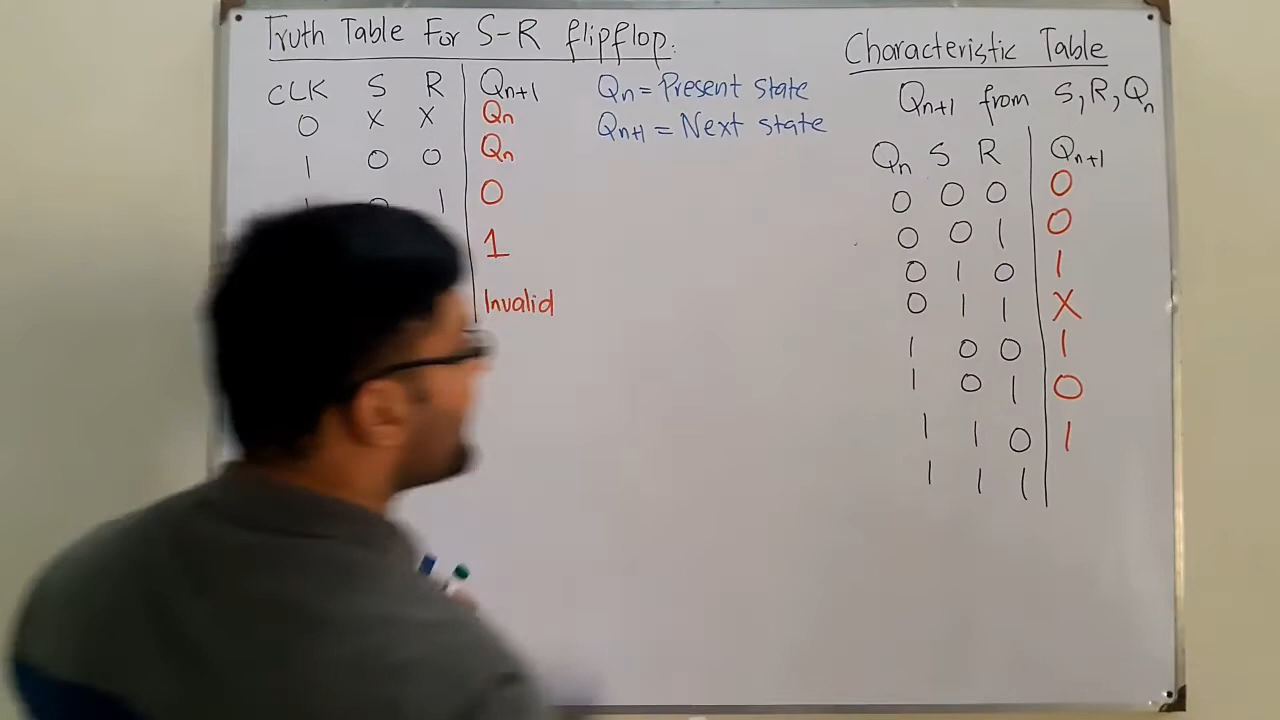 Truth Table For S-R flipflop:
CLK S R Qn+1
0 X X Qn
1 0 0 Qn
1 0 1 0
1
Invalid
Qn = Present state
Qn+1 = Next state
Characteristic Table
Qn+1 from S, R, Qn
Qn S R Qn+1
0 0 0 0
0 0 1 0
0 1 0 1
0 1 1 X
1 0 0 1
1 0 1 0
1 1 0 1
1 1 1